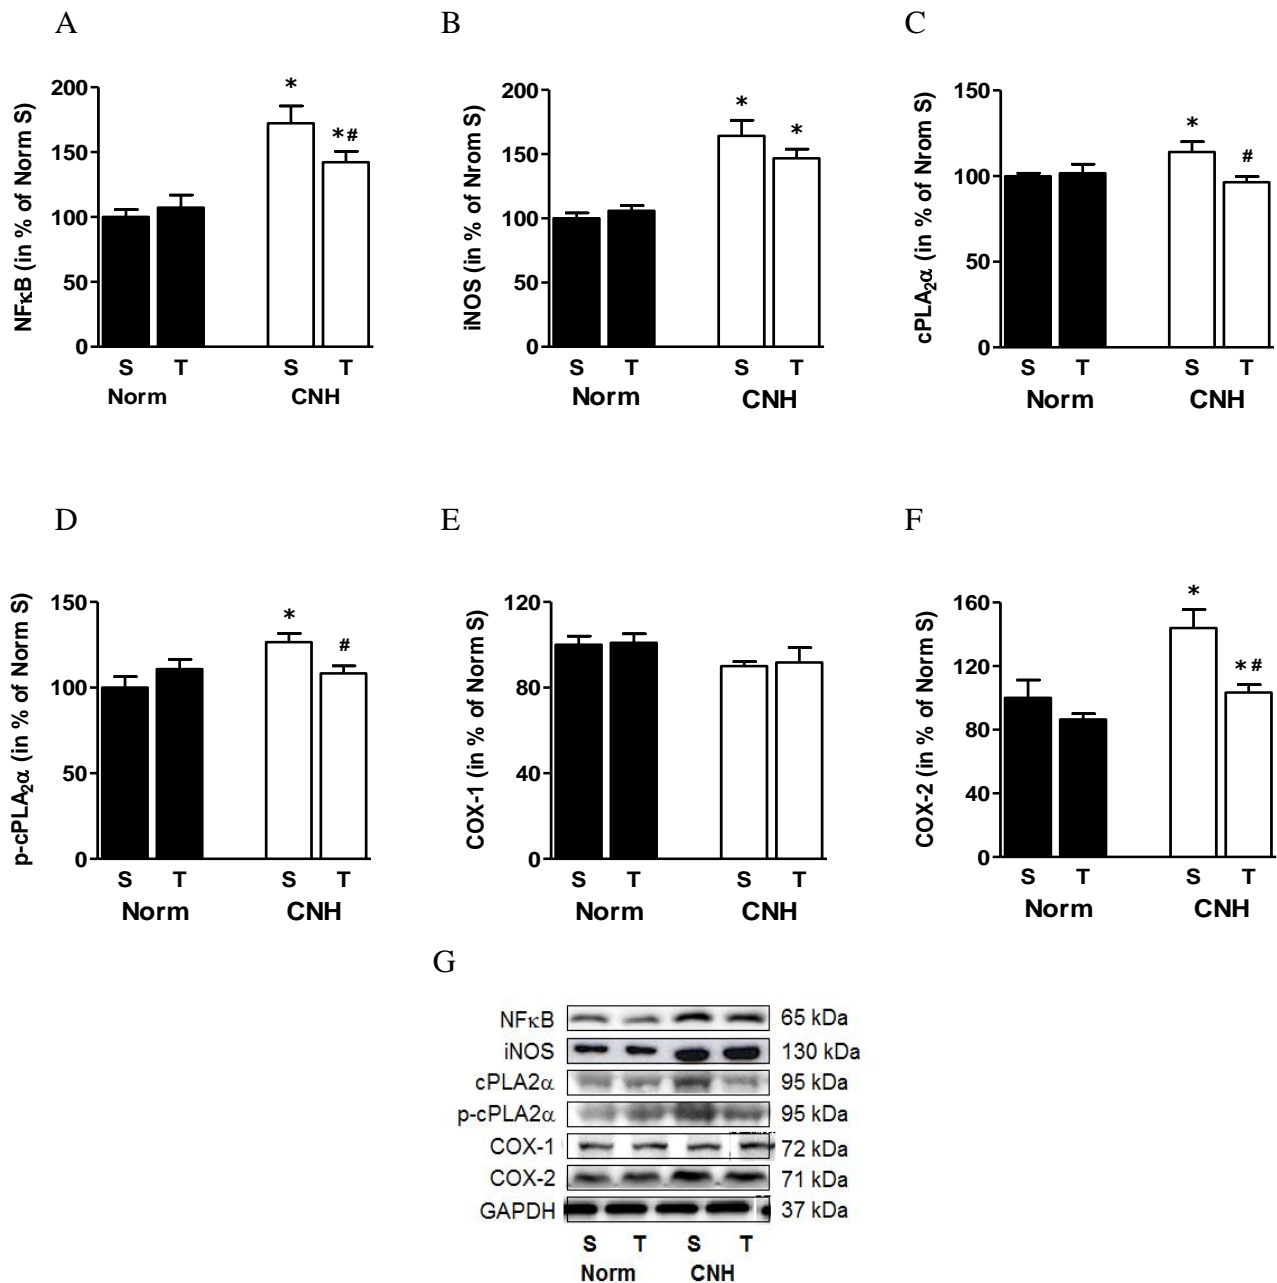 A
B
C
NFκB (in % of Norm S)
200
150
100
50
0
*
*#
S T S T
Norm CNH
iNOS (in % of Nrom S)
200
150
100
50
0
*
*
S T S T
Norm CNH
cPLA₂α (in % of Nrom S)
150
100
50
0
*
#
S T S T
Norm CNH
D
E
F
p-cPLA₂α (in % of Norm S)
150
100
50
0
*
#
S T S T
Norm CNH
COX-1 (in % of Norm S)
120
80
40
0
S T S T
Norm CNH
COX-2 (in % of Norm S)
160
120
80
40
0
*
*#
S T S T
Norm CNH
G
NFκB 65 kDa
iNOS 130 kDa
cPLA2α 95 kDa
p-cPLA2α 95 kDa
COX-1 72 kDa
COX-2 71 kDa
GAPDH 37 kDa
S T S T
Norm CNH